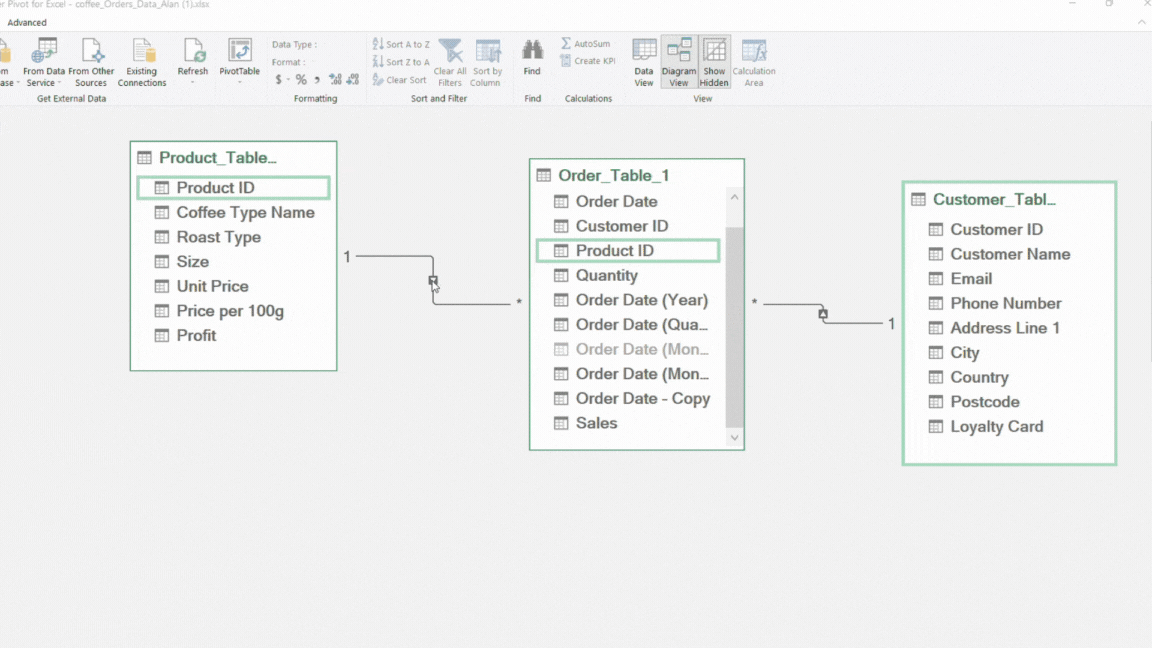 er Pivot for Excel - coffee_Orders_Data_Alan (1).xlsx
Advanced
om
ase
From Data
Service
From Other
Sources
Existing
Connections
Get External Data
Refresh
PivotTable
Data Type :
Format :
$ - % ,
Formatting
Sort A to Z
Sort Z to A
Clear Sort
Clear All
Filters
Sort by
Column
Sort and Filter
Find
Find
AutoSum
Create KPI
Calculations
Data
View
Diagram
View
Show
Hidden
Calculation
Area
View
Product_Table...
Product ID
Coffee Type Name
Roast Type
Size
Unit Price
Price per 100g
Profit
1
*
Order_Table_1
Order Date
Customer ID
Product ID
Quantity
Order Date (Year)
Order Date (Qua...
Order Date (Mon...
Order Date (Mon...
Order Date - Copy
Sales
*
1
Customer_Tabl...
Customer ID
Customer Name
Email
Phone Number
Address Line 1
City
Country
Postcode
Loyalty Card